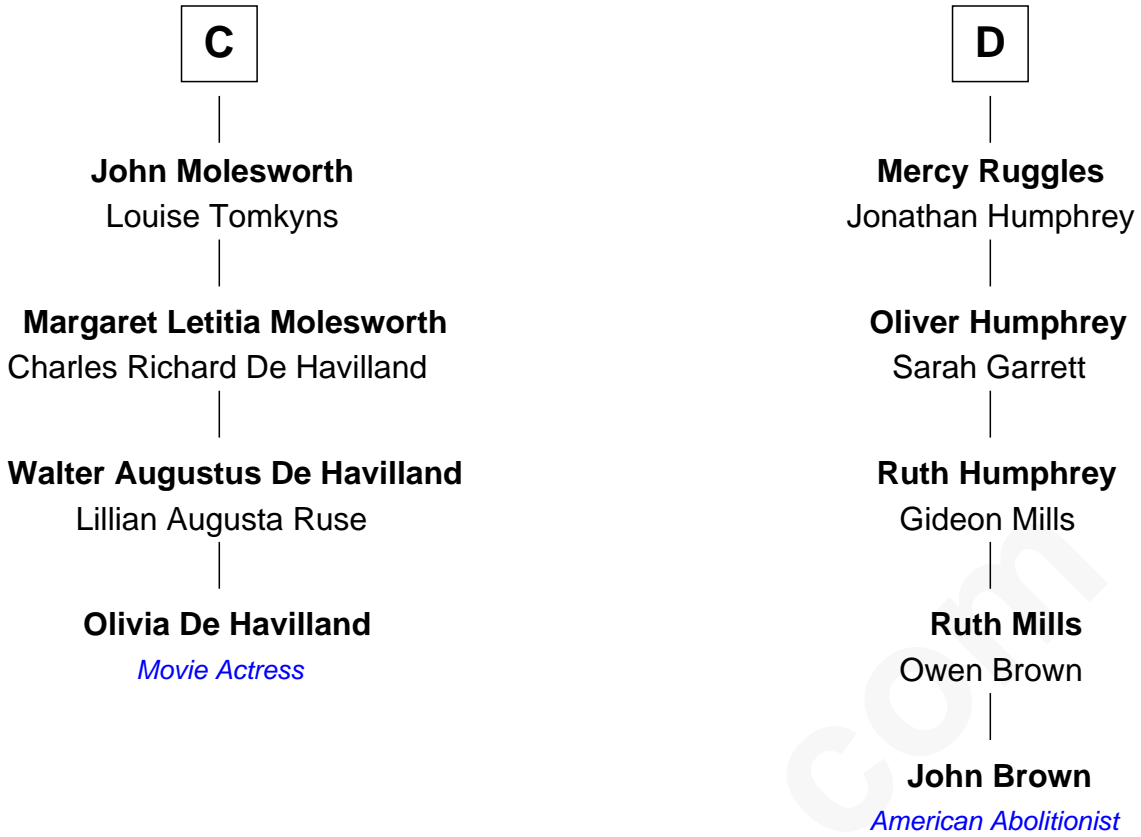 C
John Molesworth
Louise Tomkyns
Margaret Letitia Molesworth
Charles Richard De Havilland
Walter Augustus De Havilland
Lillian Augusta Ruse
Olivia De Havilland
Movie Actress
D
Mercy Ruggles
Jonathan Humphrey
Oliver Humphrey
Sarah Garrett
Ruth Humphrey
Gideon Mills
Ruth Mills
Owen Brown
John Brown
American Abolitionist
com